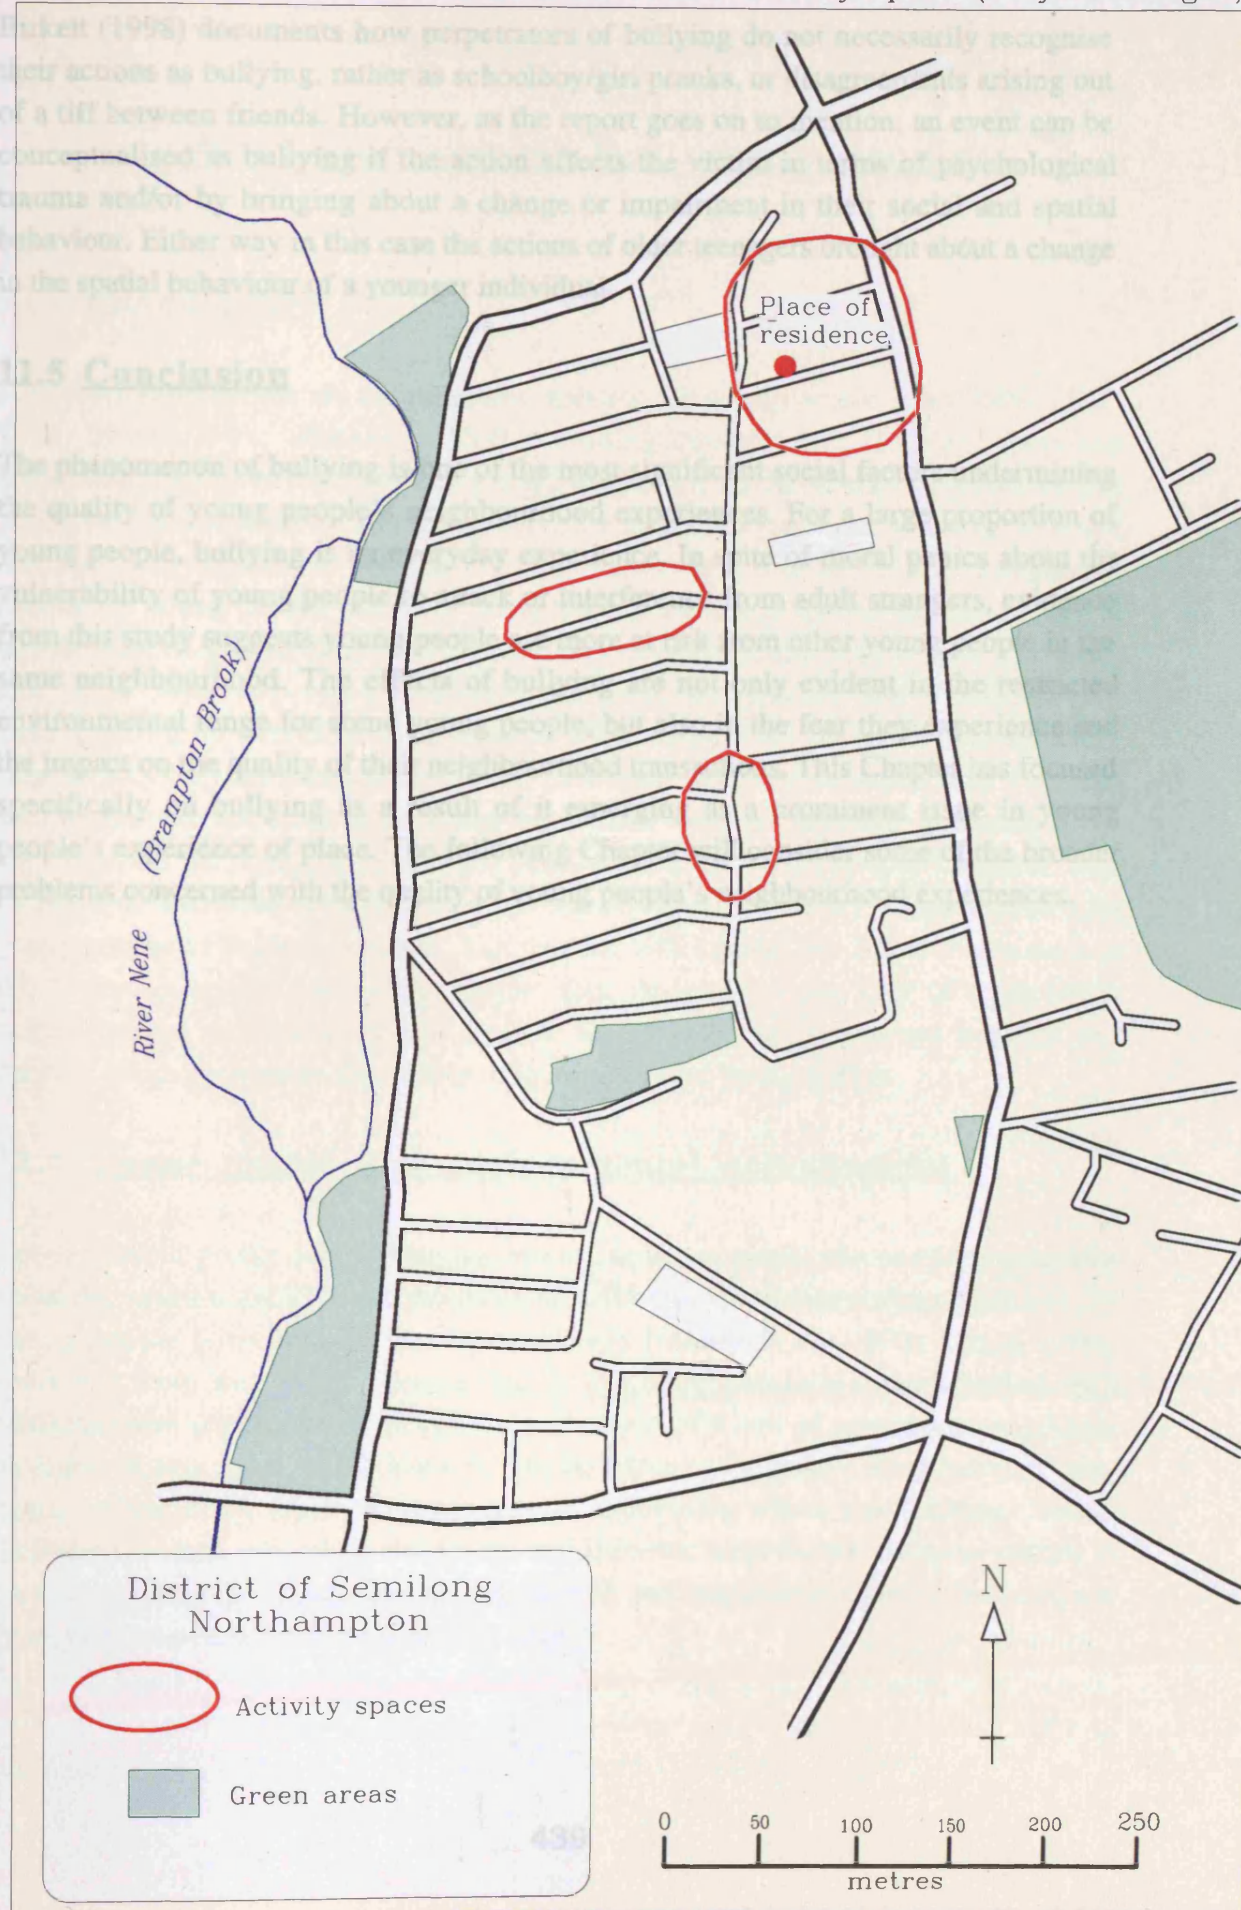 Birkett (1998) documents how perpetrators of bullying do not necessarily recognise
their actions as bullying, rather as schoolboy/girl pranks, or disagreements arising out
of a tiff between friends. However, as the report goes on to mention, an event can be
conceptualised as bullying if the action affects the victim in terms of psychological
trauma and/or by bringing about a change or impairment in their social and spatial
behaviour. Either way in this case the actions of older teenagers brought about a change
in the spatial behaviour of a younger individual.
11.5 Conclusion
The phenomenon of bullying is one of the most significant social factors undermining
the quality of young people's neighbourhood experiences. For a large proportion of
young people, bullying is an everyday experience. In spite of moral panics about the
vulnerability of young people to attack or interference from adult strangers, evidence
from this study suggests young people are more at risk from other young people in the
same neighbourhood. The effects of bullying are not only evident in the restricted
environmental range for some young people, but also in the fear they experience and
the impact on the quality of their neighbourhood transactions. This Chapter has focused
specifically on bullying as a result of it emerging as a prominent issue in young
people's experience of place. The following Chapter will consider some of the broader
problems concerned with the quality of young people's neighbourhood experiences.
Place of
residence
River Nene (Brampton Brook)
District of Semilong
Northampton
Activity spaces
Green areas
N
439
0 50 100 150 200 250
metres